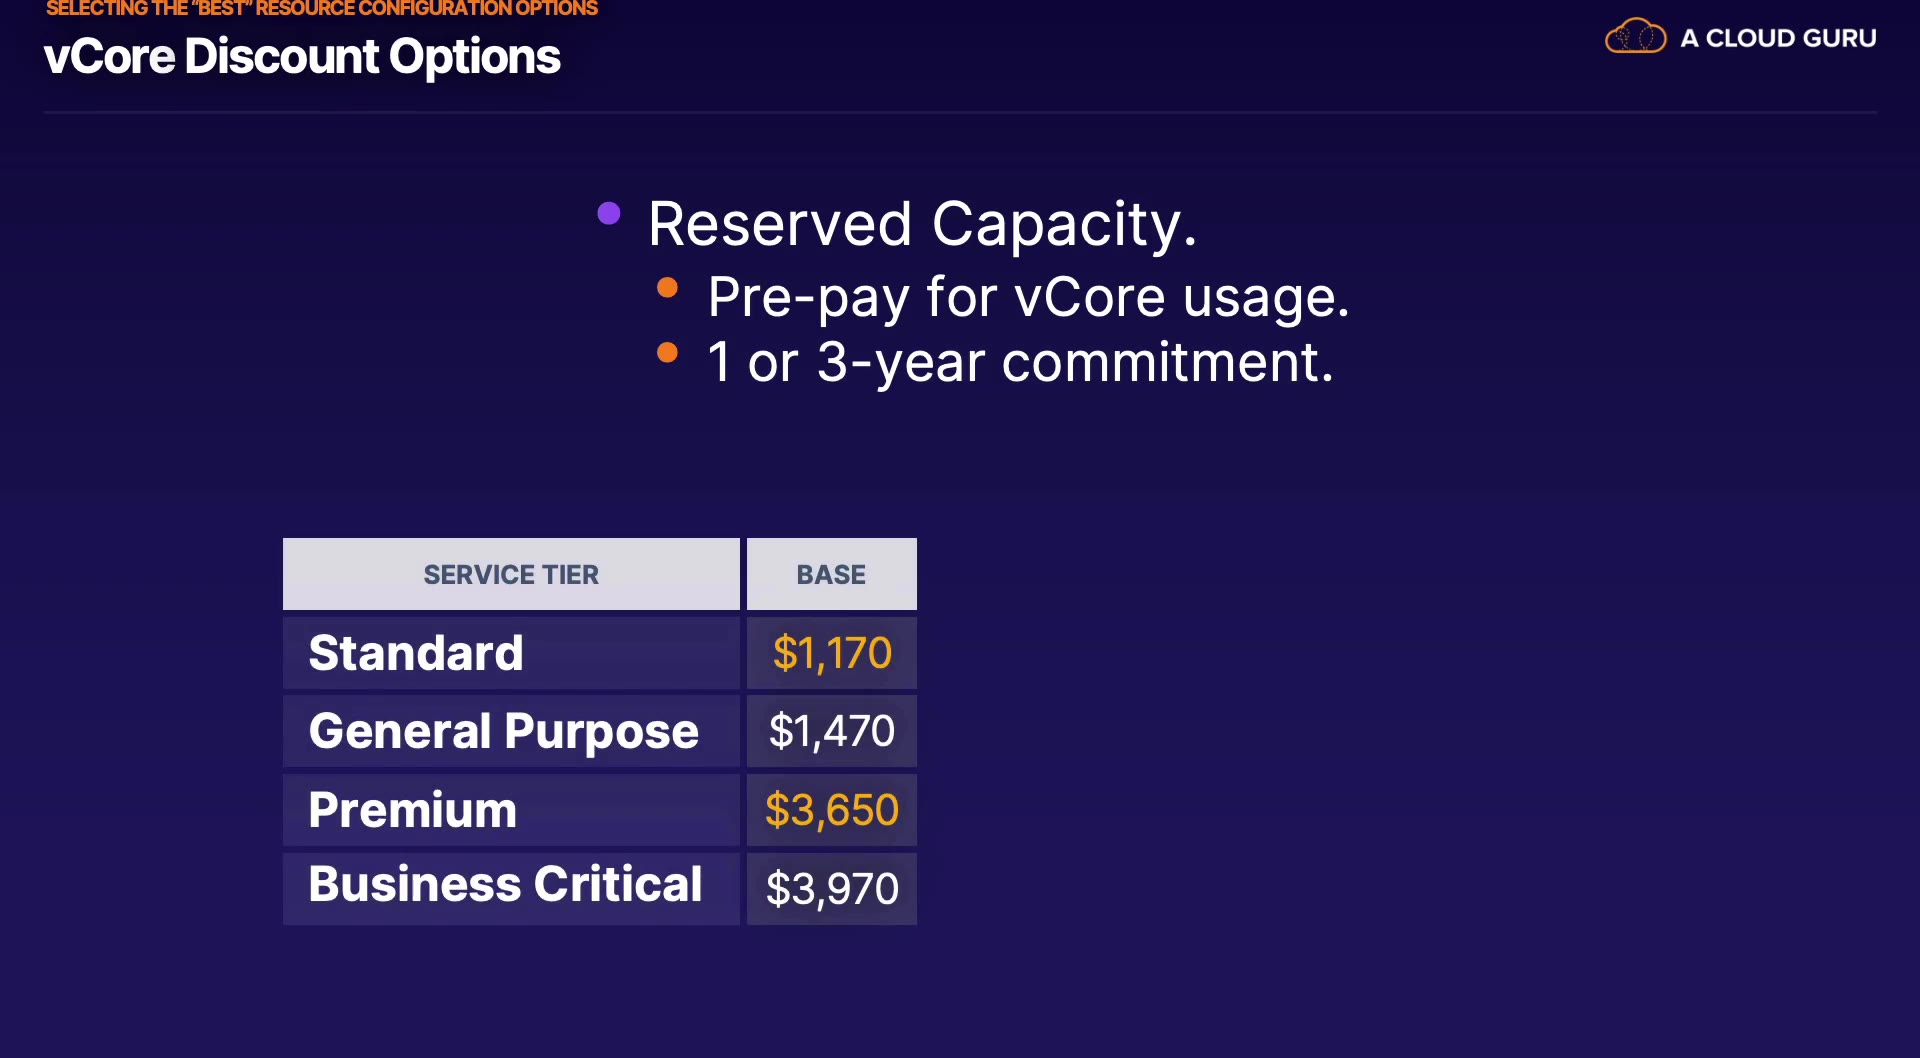 SELECTING THE “BEST” RESOURCE CONFIGURATION OPTIONS
vCore Discount Options
A CLOUD GURU
Reserved Capacity.
Pre-pay for vCore usage.
1 or 3-year commitment.
SERVICE TIER BASE
Standard $1,170
General Purpose $1,470
Premium $3,650
Business Critical $3,970